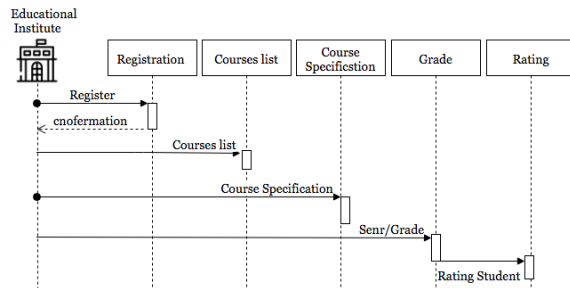 Educational
Institute
Registration
Courses list
Course
Specificstion
Grade
Rating
Register
cnofermation
Courses list
Course Specification
Senr/Grade
Rating Student